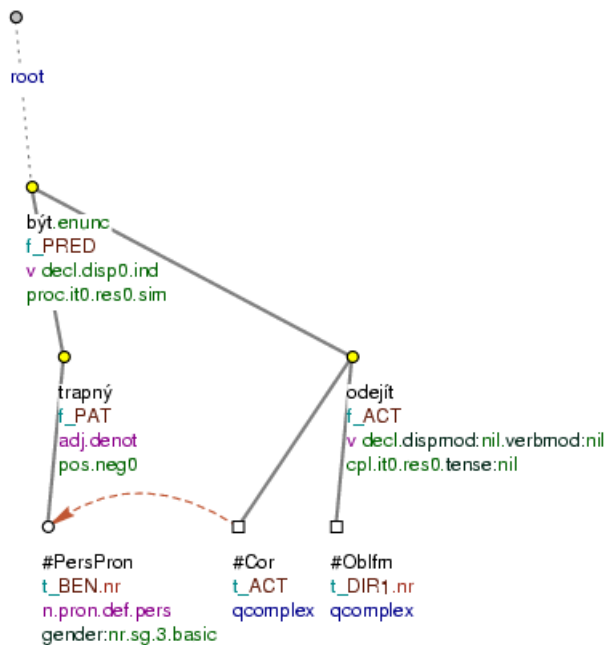 root
být.enunc
f_PRED
v decl.disp0.ind
proc.it0.res0.sim
trapný
f_PAT
adj.denot
pos.neg0
odejít
f_ACT
v decl.dispmod:nil.verbmod:nil
cpl.it0.res0.tense:nil
#PersPron
t_BEN.nr
n.pron.def.pers
gender:nr.sg.3.basic
#Cor
t_ACT
qcomplex
#Oblfm
t_DIR1.nr
qcomplex